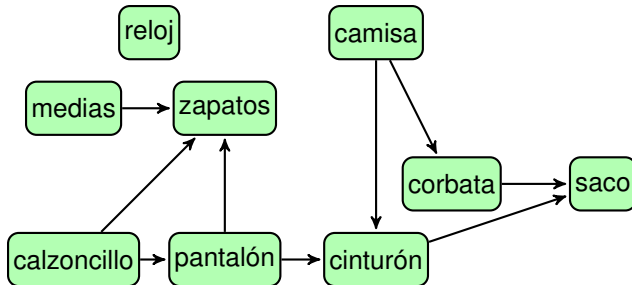 reloj
camisa
medias
zapatos
corbata
saco
calzoncillo
pantalón
cinturón